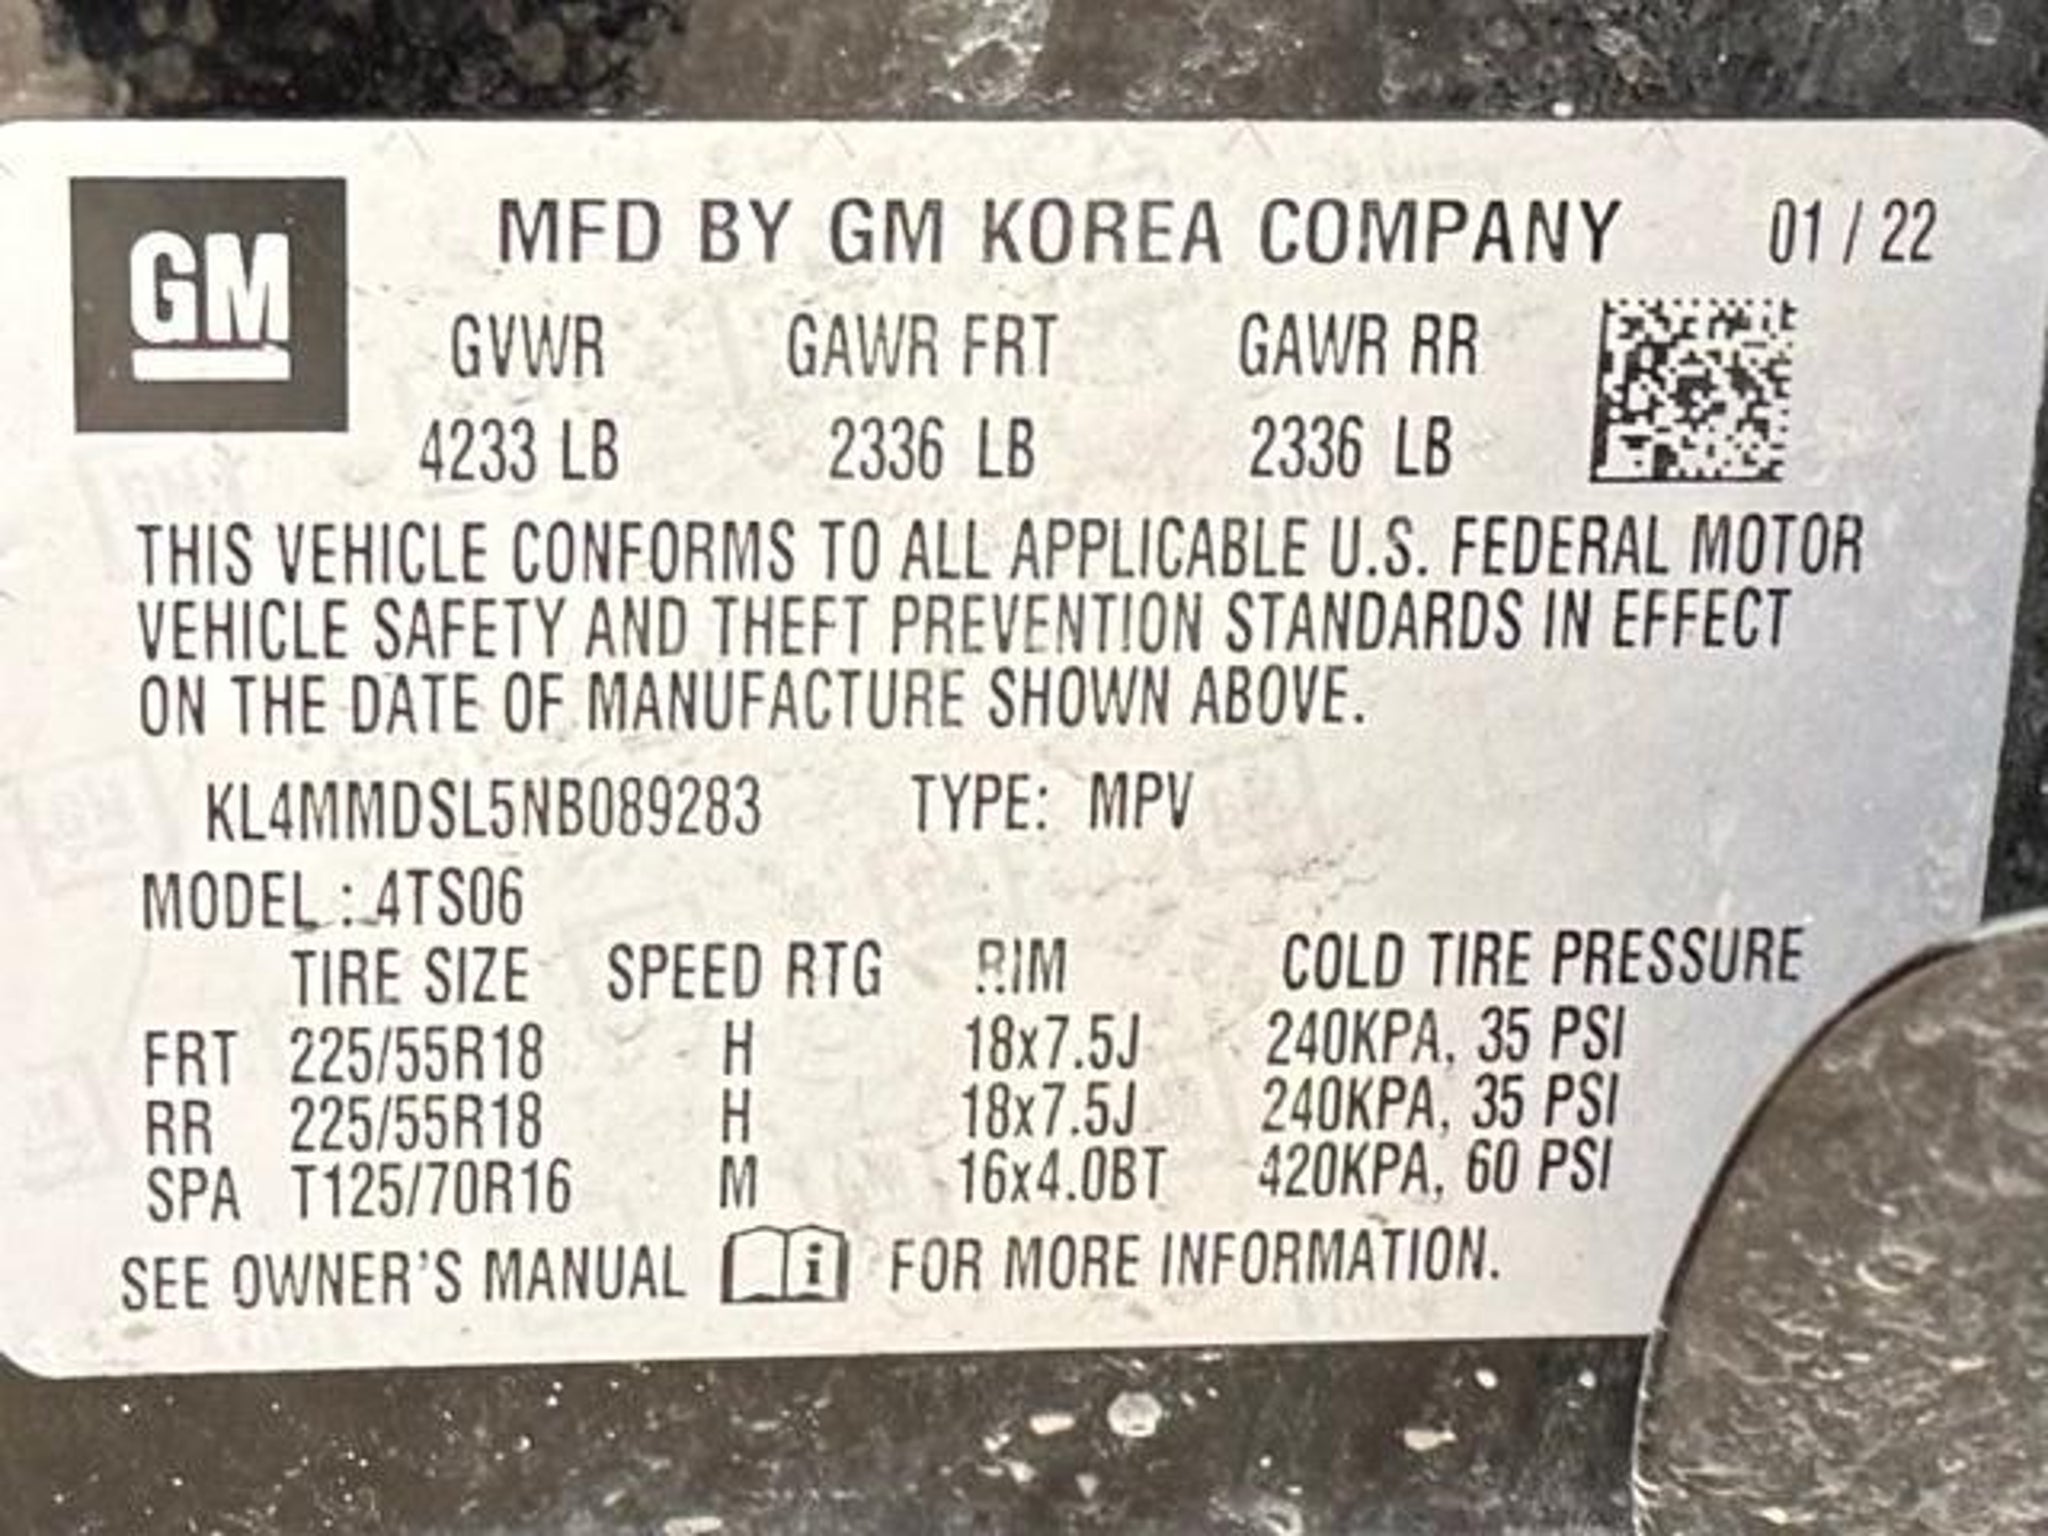 GM
MFD BY GM KOREA COMPANY 01 / 22
GVWR GAWR FRT GAWR RR
4233 LB 2336 LB 2336 LB
THIS VEHICLE CONFORMS TO ALL APPLICABLE U.S. FEDERAL MOTOR
VEHICLE SAFETY AND THEFT PREVENTION STANDARDS IN EFFECT
ON THE DATE OF MANUFACTURE SHOWN ABOVE.
KL4MMDSL5NB089283 TYPE: MPV
MODEL : 4TS06
TIRE SIZE SPEED RTG RIM COLD TIRE PRESSURE
FRT 225/55R18 H 18x7.5J 240KPA, 35 PSI
RR 225/55R18 H 18x7.5J 240KPA, 35 PSI
SPA T125/70R16 M 16x4.0BT 420KPA, 60 PSI
SEE OWNER'S MANUAL i FOR MORE INFORMATION.